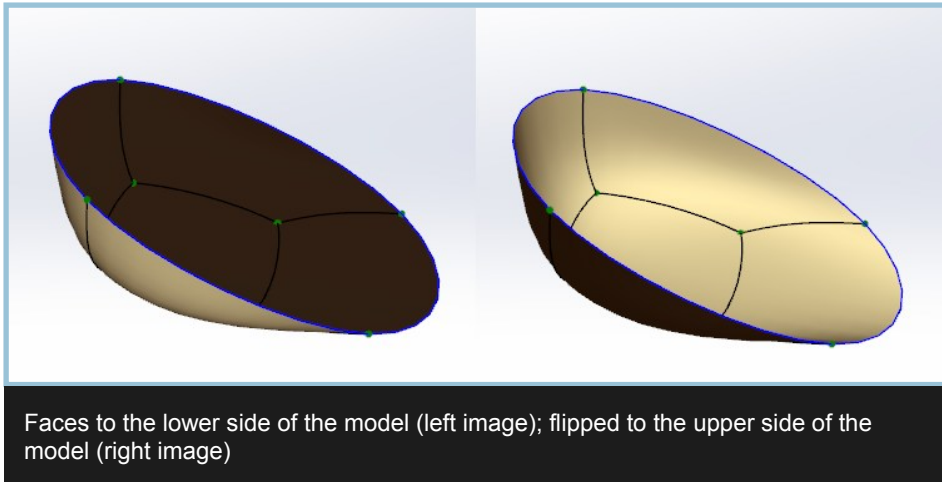 Faces to the lower side of the model (left image); flipped to the upper side of the
model (right image)